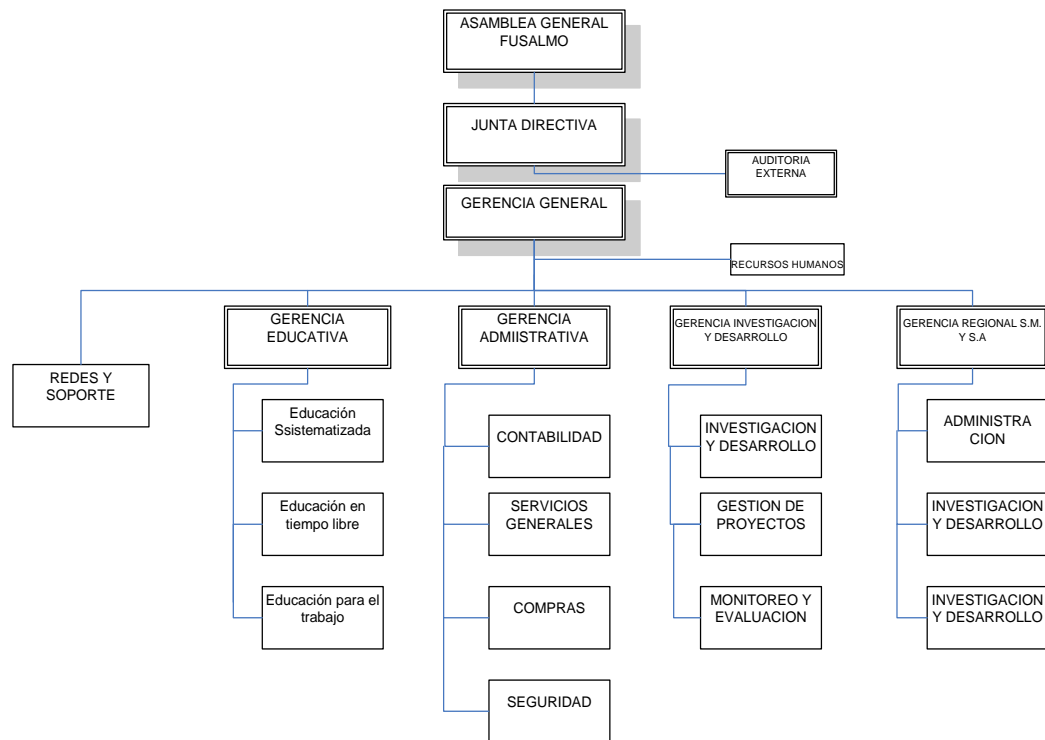 ASAMBLEA GENERAL
FUSALMO
JUNTA DIRECTIVA
AUDITORIA
EXTERNA
GERENCIA GENERAL
RECURSOS HUMANOS
REDES Y
SOPORTE
GERENCIA
EDUCATIVA
Educación
Ssistematizada
Educación en
tiempo libre
Educación para el
trabajo
GERENCIA
ADMIISTRATIVA
CONTABILIDAD
SERVICIOS
GENERALES
COMPRAS
SEGURIDAD
GERENCIA INVESTIGACION
Y DESARROLLO
INVESTIGACION
Y DESARROLLO
GESTION DE
PROYECTOS
MONITOREO Y
EVALUACION
GERENCIA REGIONAL S.M.
Y S.A
ADMINISTRA
CION
INVESTIGACION
Y DESARROLLO
INVESTIGACION
Y DESARROLLO